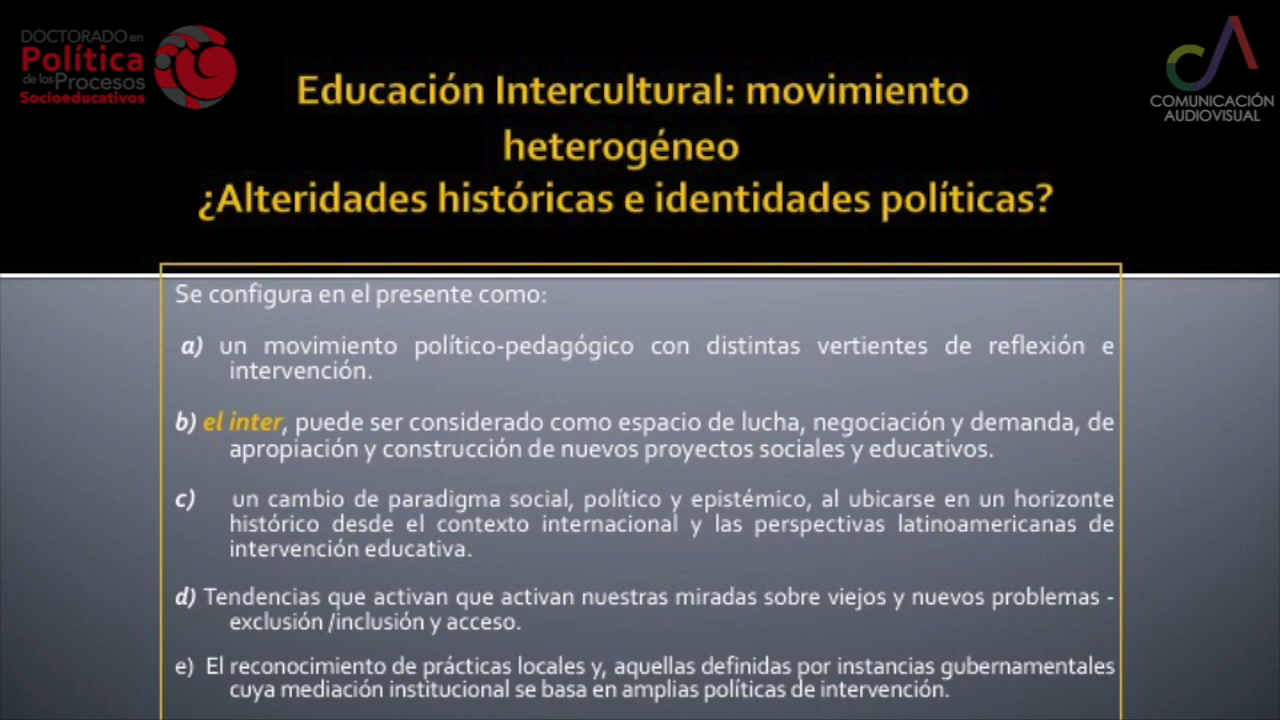 DOCTORADO en
Política
de los Procesos
Socioeducativos
COMUNICACIÓN
AUDIOVISUAL
Educación Intercultural: movimiento
heterogéneo
¿Alteridades históricas e identidades políticas?
Se configura en el presente como:
a) un movimiento político-pedagógico con distintas vertientes de reflexión e
intervención.
b) el inter, puede ser considerado como espacio de lucha, negociación y demanda, de
apropiación y construcción de nuevos proyectos sociales y educativos.
c) un cambio de paradigma social, político y epistémico, al ubicarse en un horizonte
histórico desde el contexto internacional y las perspectivas latinoamericanas de
intervención educativa.
d) Tendencias que activan que activan nuestras miradas sobre viejos y nuevos problemas -
exclusión /inclusión y acceso.
e) El reconocimiento de prácticas locales y, aquellas definidas por instancias gubernamentales
cuya mediación institucional se basa en amplias políticas de intervención.